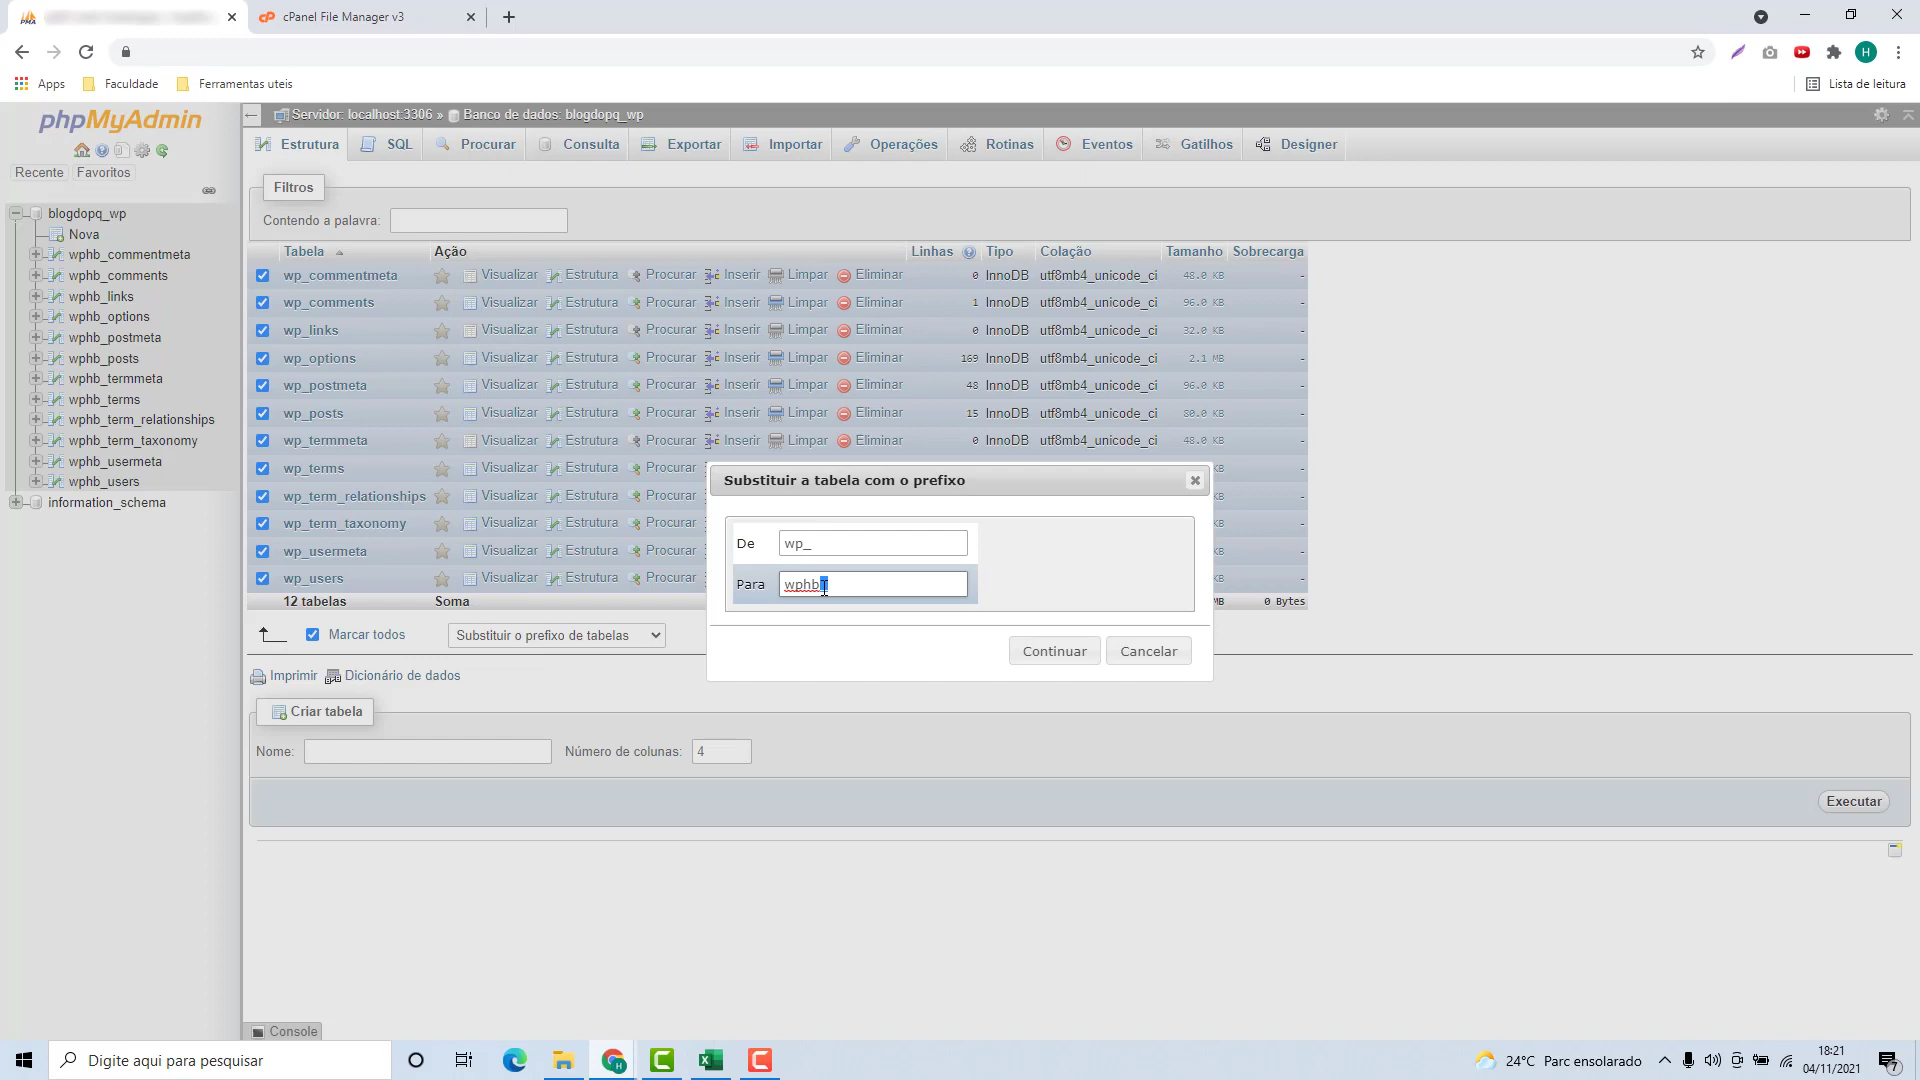 cPanel File Manager v3
Apps
Faculdade
Ferramentas uteis
Lista de leitura
H
phpMyAdmin
Recente
Favoritos
blogdopq_wp
Nova
wphb_commentmeta
wphb_comments
wphb_links
wphb_options
wphb_postmeta
wphb_posts
wphb_termmeta
wphb_terms
wphb_term_relationships
wphb_term_taxonomy
wphb_usermeta
wphb_users
information_schema
Servidor: localhost:3306 » Banco de dados: blogdopq_wp
Estrutura SQL Procurar Consulta Exportar Importar Operações Rotinas Eventos Gatilhos Designer
Filtros
Contendo a palavra:
Tabela Ação Linhas Tipo Colação Tamanho Sobrecarga
wp_commentmeta Visualizar Estrutura Procurar Inserir Limpar Eliminar 0 InnoDB utf8mb4_unicode_ci 48.0 KB -
wp_comments Visualizar Estrutura Procurar Inserir Limpar Eliminar 1 InnoDB utf8mb4_unicode_ci 96.0 KB -
wp_links Visualizar Estrutura Procurar Inserir Limpar Eliminar 0 InnoDB utf8mb4_unicode_ci 32.0 KB -
wp_options Visualizar Estrutura Procurar Inserir Limpar Eliminar 169 InnoDB utf8mb4_unicode_ci 2.1 MB -
wp_postmeta Visualizar Estrutura Procurar Inserir Limpar Eliminar 48 InnoDB utf8mb4_unicode_ci 96.0 KB -
wp_posts Visualizar Estrutura Procurar Inserir Limpar Eliminar 15 InnoDB utf8mb4_unicode_ci 80.0 KB -
wp_termmeta Visualizar Estrutura Procurar Inserir Limpar Eliminar 0 InnoDB utf8mb4_unicode_ci 48.0 KB -
wp_terms Visualizar Estrutura Procurar KB -
wp_term_relationships Visualizar Estrutura Procurar KB -
wp_term_taxonomy Visualizar Estrutura Procurar KB -
wp_usermeta Visualizar Estrutura Procurar KB -
wp_users Visualizar Estrutura Procurar KB -
12 tabelas Soma MB 0 Bytes
Substituir a tabela com o prefixo
De wp_
Para wphb
Continuar Cancelar
Marcar todos
Substituir o prefixo de tabelas
Imprimir
Dicionário de dados
Criar tabela
Nome:
Número de colunas: 4
Executar
Console
Digite aqui para pesquisar
24°C Parc ensolarado
18:21
04/11/2021
7